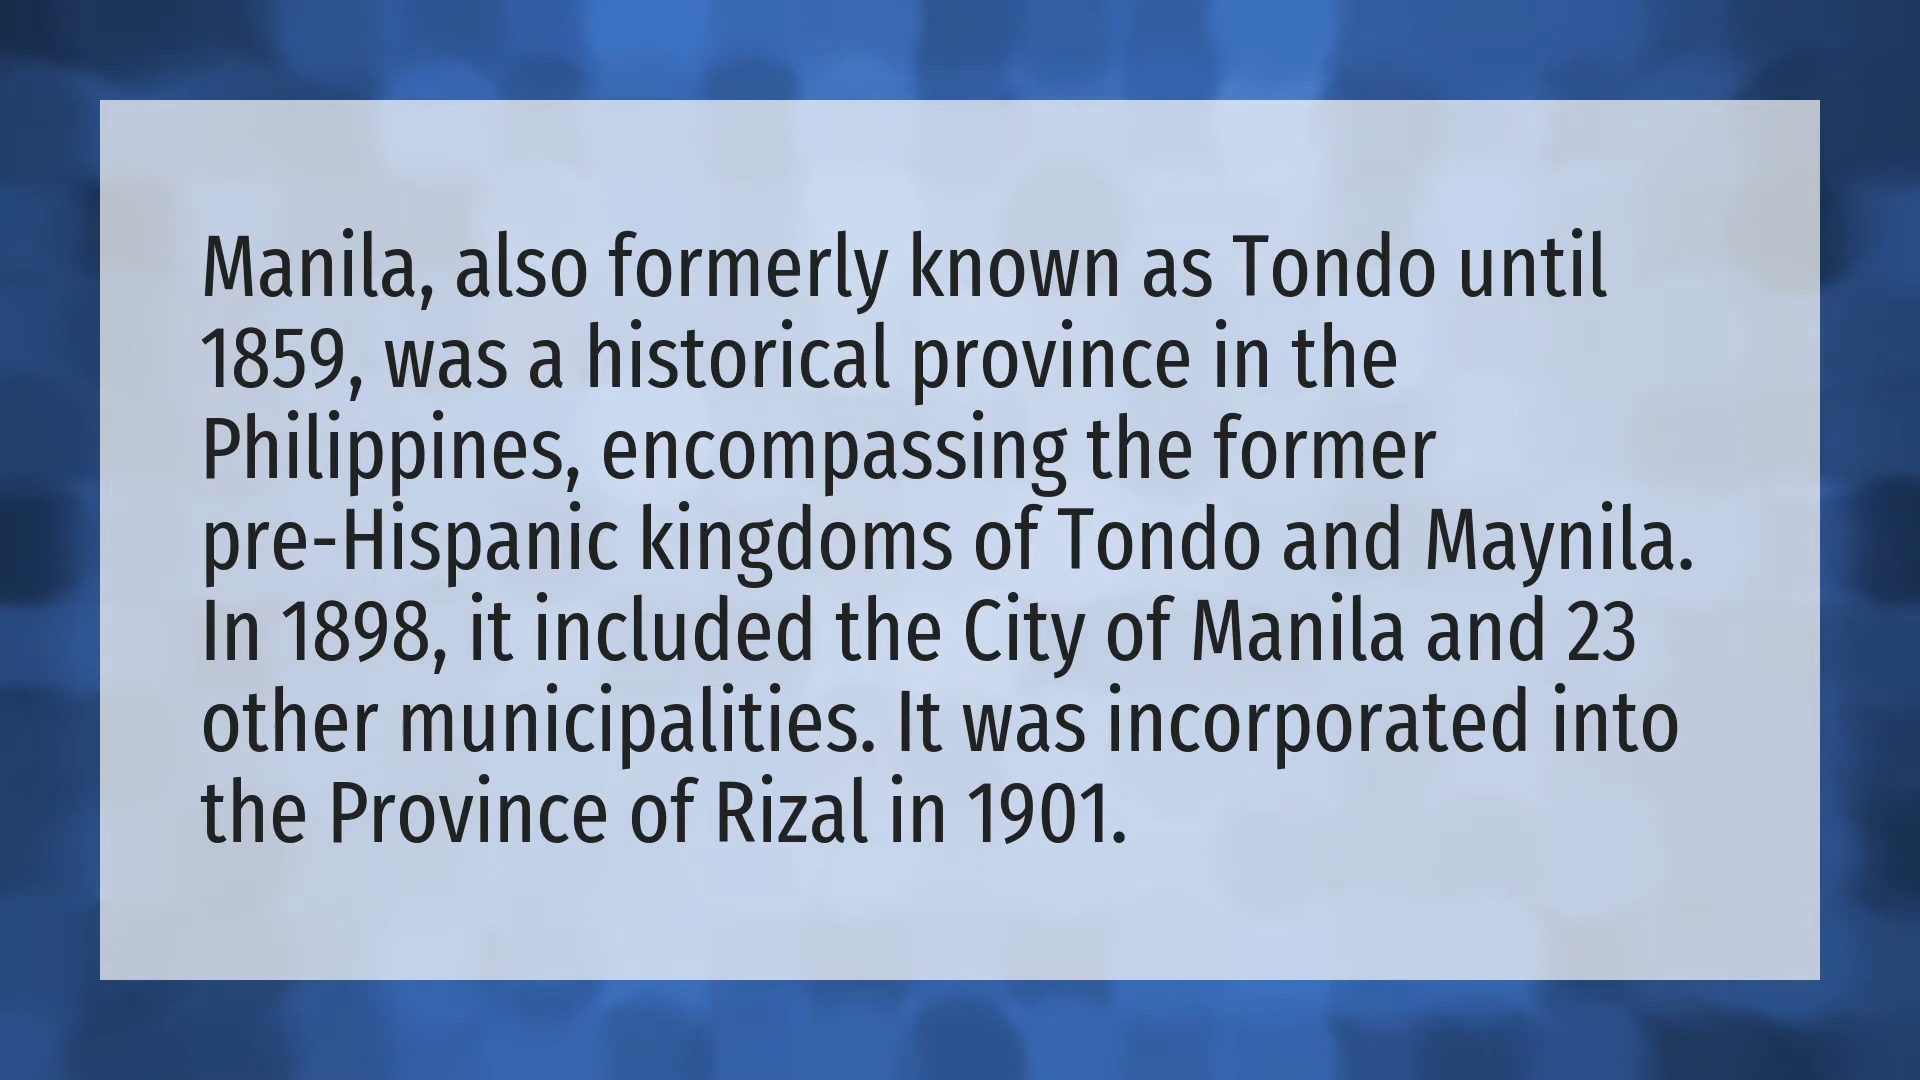 Manila, also formerly known as Tondo until
1859, was a historical province in the
Philippines, encompassing the former
pre-Hispanic kingdoms of Tondo and Maynila.
In 1898, it included the City of Manila and 23
other municipalities. It was incorporated into
the Province of Rizal in 1901.